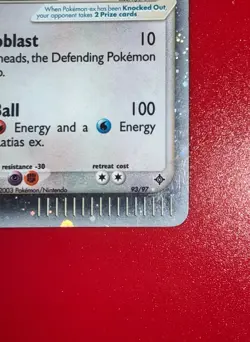 When Pokémon-ex has been Knocked Out,
your opponent takes 2 Prize cards.
oblast 10
heads, the Defending Pokémon
Ball 100
Energy and a Energy
atias ex.
resistance -30 retreat cost
2003 Pokémon/Nintendo 93/97